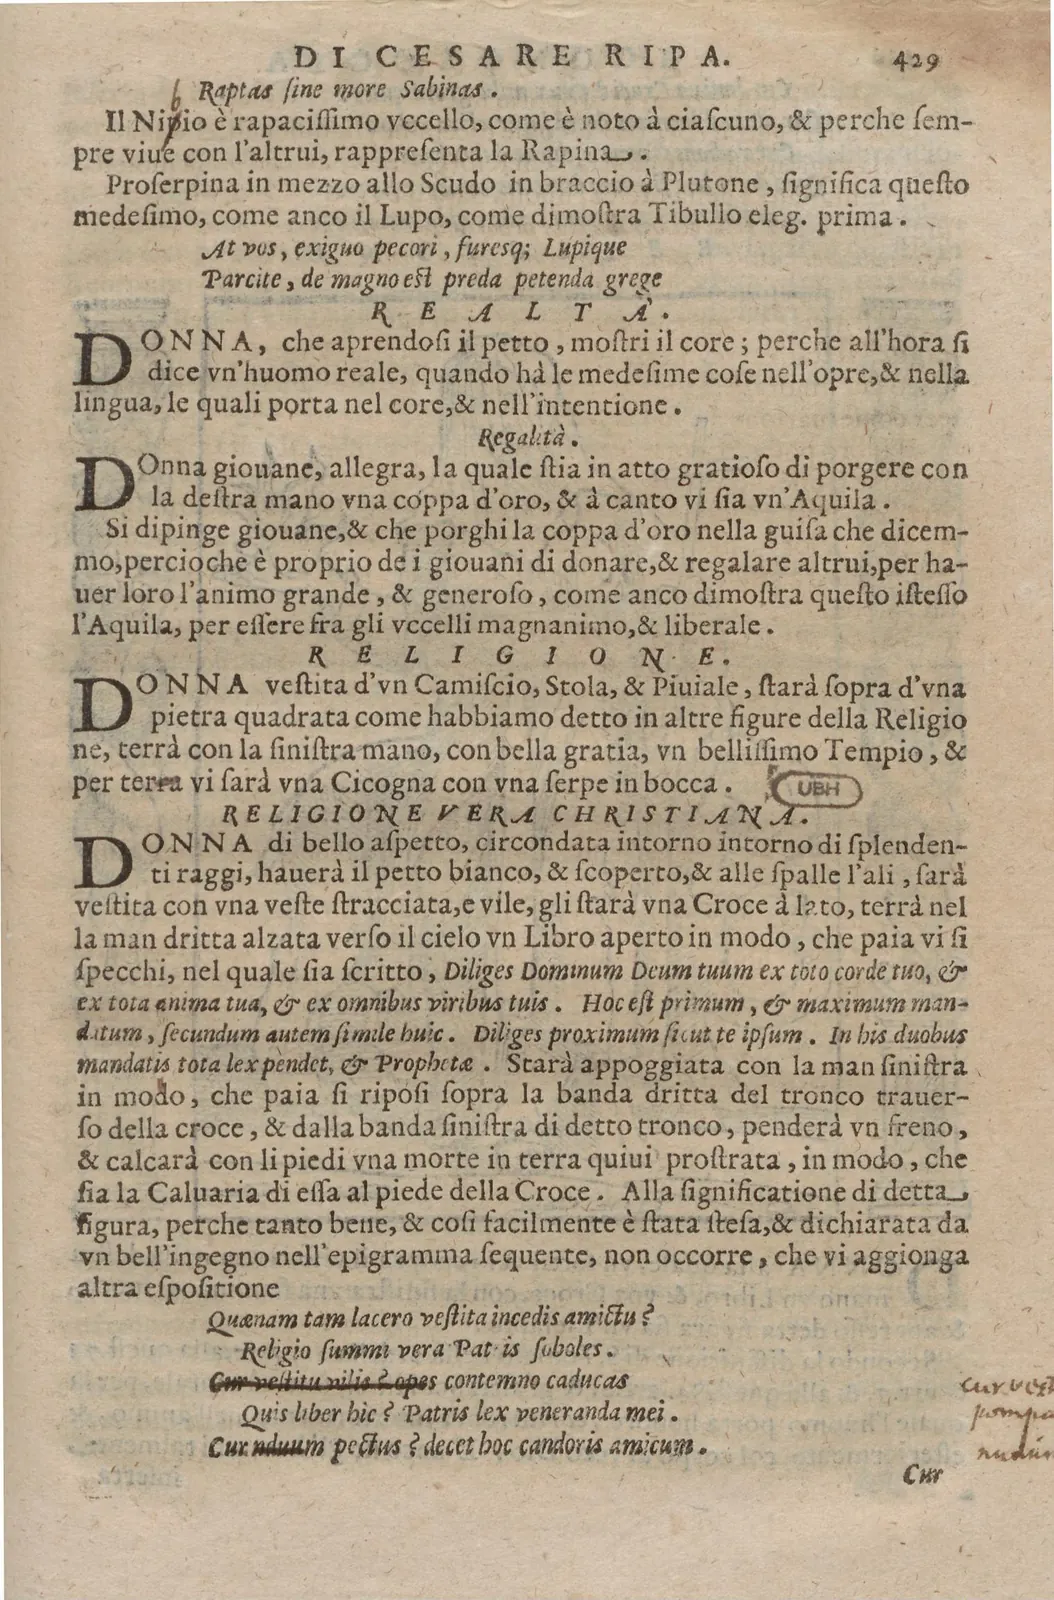 DI CESARE RIPA. 429
Raptas ſine more Sabinas.
Il Nibio è rapaciſſimo vccello, come è noto à ciaſcuno, & perche ſem-
pre viue con l'altrui, rappreſenta la Rapina.
Proſerpina in mezzo allo Scudo in braccio à Plutone, ſignifica queſto
medeſimo, come anco il Lupo, come dimoſtra Tibullo eleg. prima.
At vos, exiguo pecori, fureſq; Lupique
Parcite, de magno eſt preda petenda grege
REALTÀ.
DONNA, che aprendoſi il petto, moſtri il core; perche all'hora ſi
dice vn'huomo reale, quando hà le medeſime coſe nell'opre, & nella
lingua, le quali porta nel core, & nell'intentione.
Regalità.
DOnna giouane, allegra, la quale ſtia in atto gratioſo di porgere con
la deſtra mano vna coppa d'oro, & à canto vi ſia vn'Aquila.
Si dipinge giouane, & che porghi la coppa d'oro nella guiſa che dicem-
mo, percioche è proprio de i giouani di donare, & regalare altrui, per ha-
uer loro l'animo grande, & generoſo, come anco dimoſtra queſto iſteſſo
l'Aquila, per eſſere fra gli vccelli magnanimo, & liberale.
RELIGIONE.
DONNA veſtita d'vn Camiſcio, Stola, & Piuiale, ſtarà ſopra d'vna
pietra quadrata come habbiamo detto in altre figure della Religio
ne, terrà con la ſiniſtra mano, con bella gratia, vn belliſſimo Tempio, &
per terra vi ſarà vna Cicogna con vna ſerpe in bocca. UBH
RELIGIONE VERA CHRISTIANA.
DONNA di bello aſpetto, circondata intorno intorno di ſplenden-
ti raggi, hauerà il petto bianco, & ſcoperto, & alle ſpalle l'ali, ſarà
veſtita con vna veſte ſtracciata, e vile, gli ſtarà vna Croce à lato, terrà nel
la man dritta alzata verſo il cielo vn Libro aperto in modo, che paia vi ſi
ſpecchi, nel quale ſia ſcritto, Diliges Dominum Deum tuum ex toto corde tuo, &
ex tota anima tua, & ex omnibus viribus tuis. Hoc eſt primum, & maximum man-
datum, ſecundum autem ſimile huic. Diliges proximum ſicut te ipſum. In his duobus
mandatis tota lex pendet, & Prophetæ. Starà appoggiata con la man ſiniſtra
in modo, che paia ſi ripoſi ſopra la banda dritta del tronco trauer-
ſo della croce, & dalla banda ſiniſtra di detto tronco, penderà vn freno,
& calcarà con li piedi vna morte in terra quiui proſtrata, in modo, che
ſia la Caluaria di eſſa al piede della Croce. Alla ſignificatione di detta
figura, perche tanto bene, & coſi facilmente è ſtata ſteſa, & dichiarata da
vn bell'ingegno nell'epigramma ſequente, non occorre, che vi aggionga
altra eſpoſitione
Quænam tam lacero veſtita incedis amictu?
Religio ſummi vera Patris ſoboles.
Cur veſtitu vilis? opes contemno caducas
Quis liber hic? Patris lex veneranda mei.
Cur nduum pectus? decet hoc candoris amicum.
cur vest
pompa
nudum
Cur